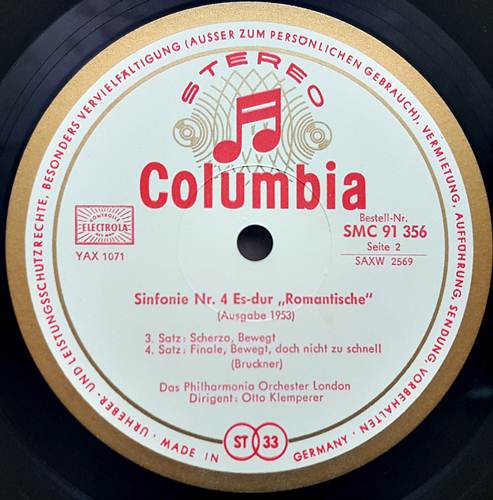 · URHEBER- UND LEISTUNGSSCHUTZRECHTE, BESONDERS VERVIELFÄLTIGUNG (AUSSER ZUM PERSÖNLICHEN GEBRAUCH), VERMIETUNG, AUFFÜHRUNG, SENDUNG, VORBEHALTEN ·
STEREO
Columbia
ELECTROLA
YAX 1071
Bestell-Nr.
SMC 91 356
Seite 2
SAXW 2569
Sinfonie Nr. 4 Es-dur „Romantische“
(Ausgabe 1953)
3. Satz: Scherzo, Bewegt
4. Satz: Finale, Bewegt, doch nicht zu schnell
(Bruckner)
Das Philharmonia Orchester London
Dirigent: Otto Klemperer
MADE IN GERMANY
ST 33